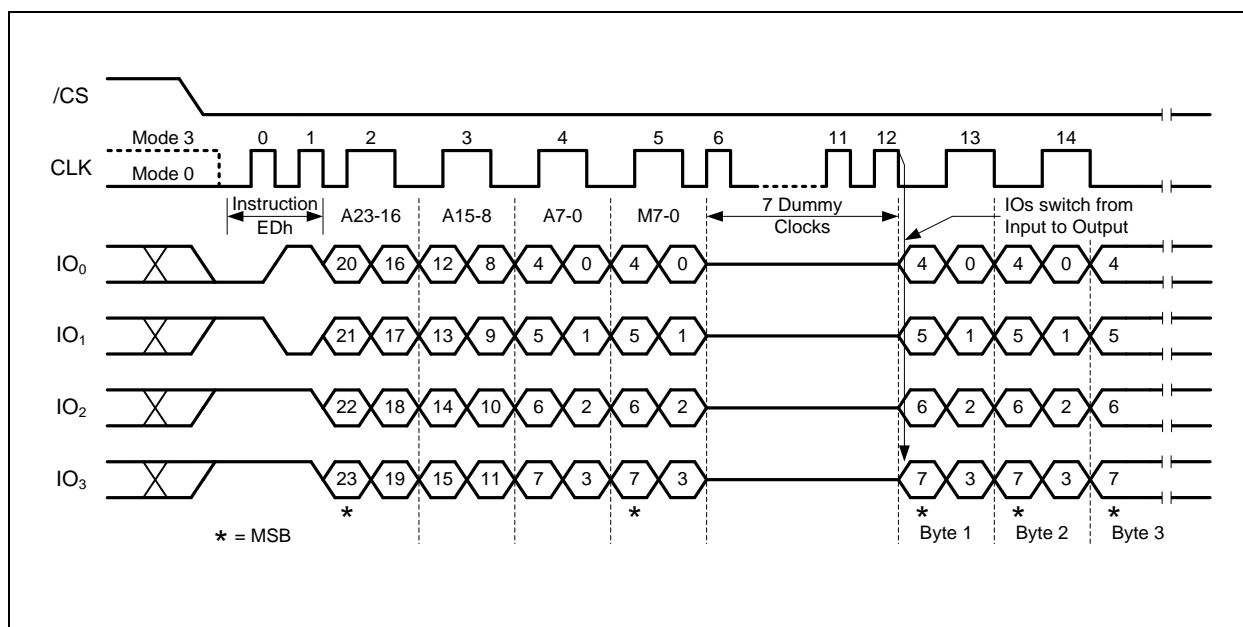 /CS
Mode 3
0 1 2 3 4 5 6 11 12 13 14
CLK
Mode 0
Instruction
EDh
A23-16 A15-8 A7-0 M7-0
7 Dummy
Clocks
IOs switch from
Input to Output
IO0 20 16 12 8 4 0 4 0 4 0 4 0 4
IO1 21 17 13 9 5 1 5 1 5 1 5 1 5
IO2 22 18 14 10 6 2 6 2 6 2 6 2 6
IO3 23 19 15 11 7 3 7 3 7 3 7 3 7
* * * * *
* = MSB
Byte 1 Byte 2 Byte 3